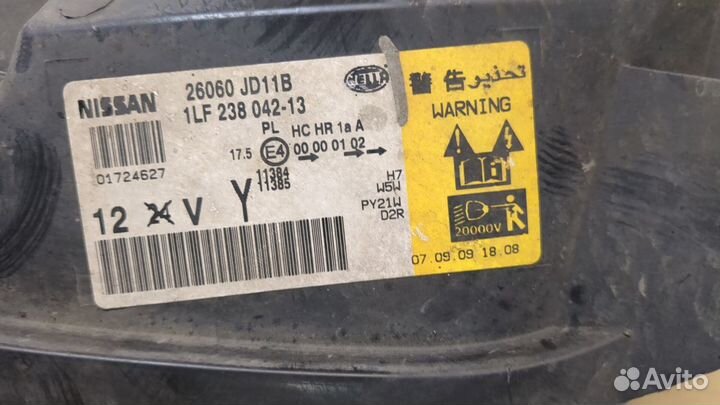 NISSAN
26060 JD11B
1LF 238 042-13
HELLA
01724627
PL HC HR 1a A
17.5 E4 00 00 01 02
11384
11385
12 24 V Y
H7
W5W
PY21W
D2R
警告 تحذير
WARNING
20000V
07.09.09 18.08
Avito